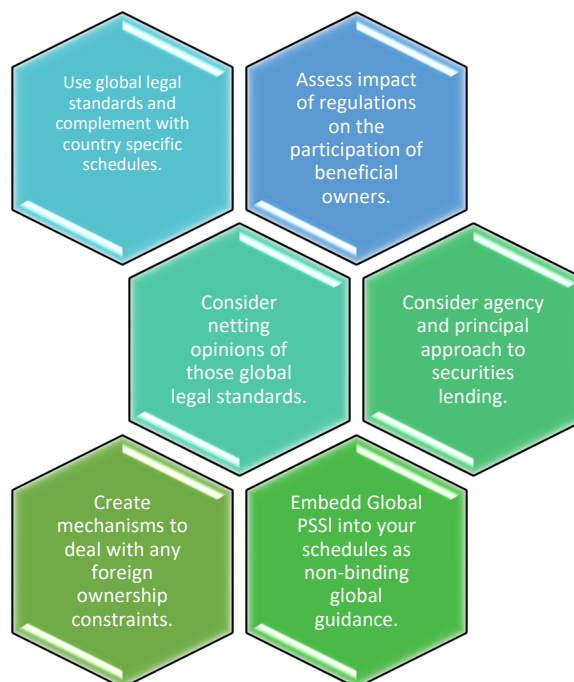 Use global legal
standards and
complement with
country specific
schedules.
Assess impact
of regulations
on the
participation of
beneficial
owners.
Consider
netting
opinions of
those global
legal standards.
Consider agency
and principal
approach to
securities
lending.
Create
mechanisms to
deal with any
foreign
ownership
constraints.
Embedd Global
PSSl into your
schedules as
non-binding
global
guidance.